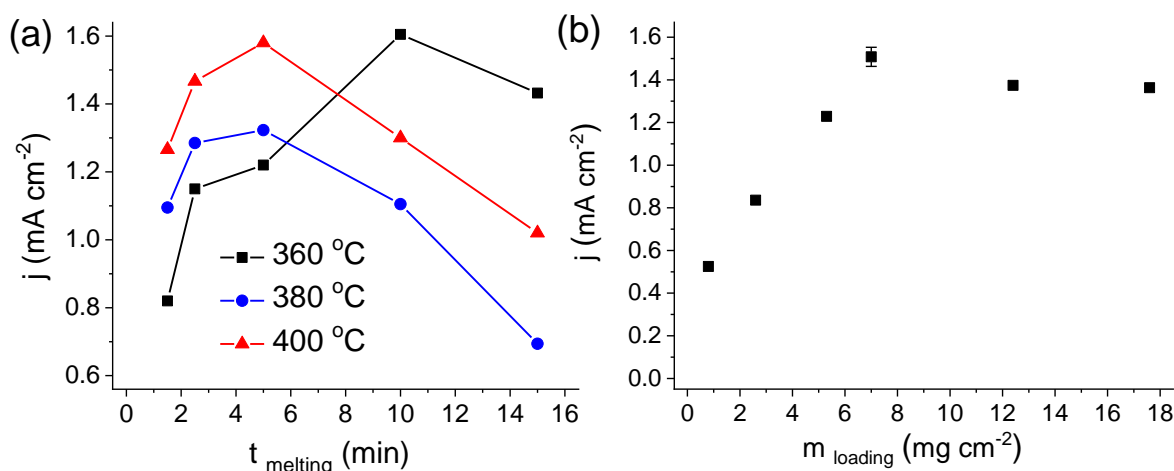 (a)
j (mA cm-2)
1.6
1.4
1.2
1.0
0.8
0.6
360 oC
380 oC
400 oC
0 2 4 6 8 10 12 14 16
t melting (min)
(b)
j (mA cm-2)
1.6
1.4
1.2
1.0
0.8
0.6
0.4
0.2
0.0
0 2 4 6 8 10 12 14 16 18
m loading (mg cm-2)